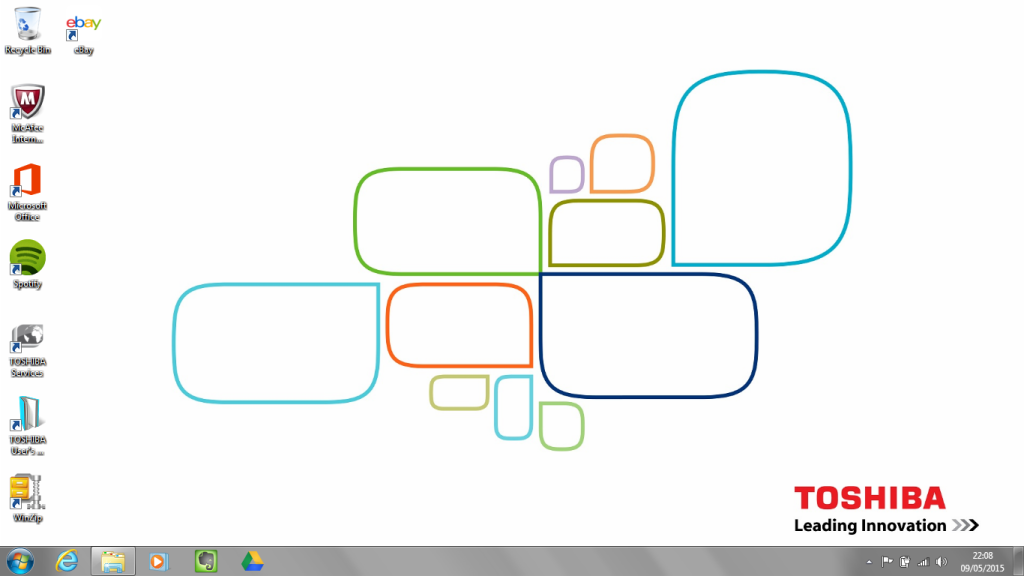 Recycle Bin
ebay
eBay
M
McAfee
Intern...
Microsoft
Office
Spotify
TOSHIBA
Services
TOSHIBA
User's ...
WinZip
TOSHIBA
Leading Innovation >>>
22:08
09/05/2015